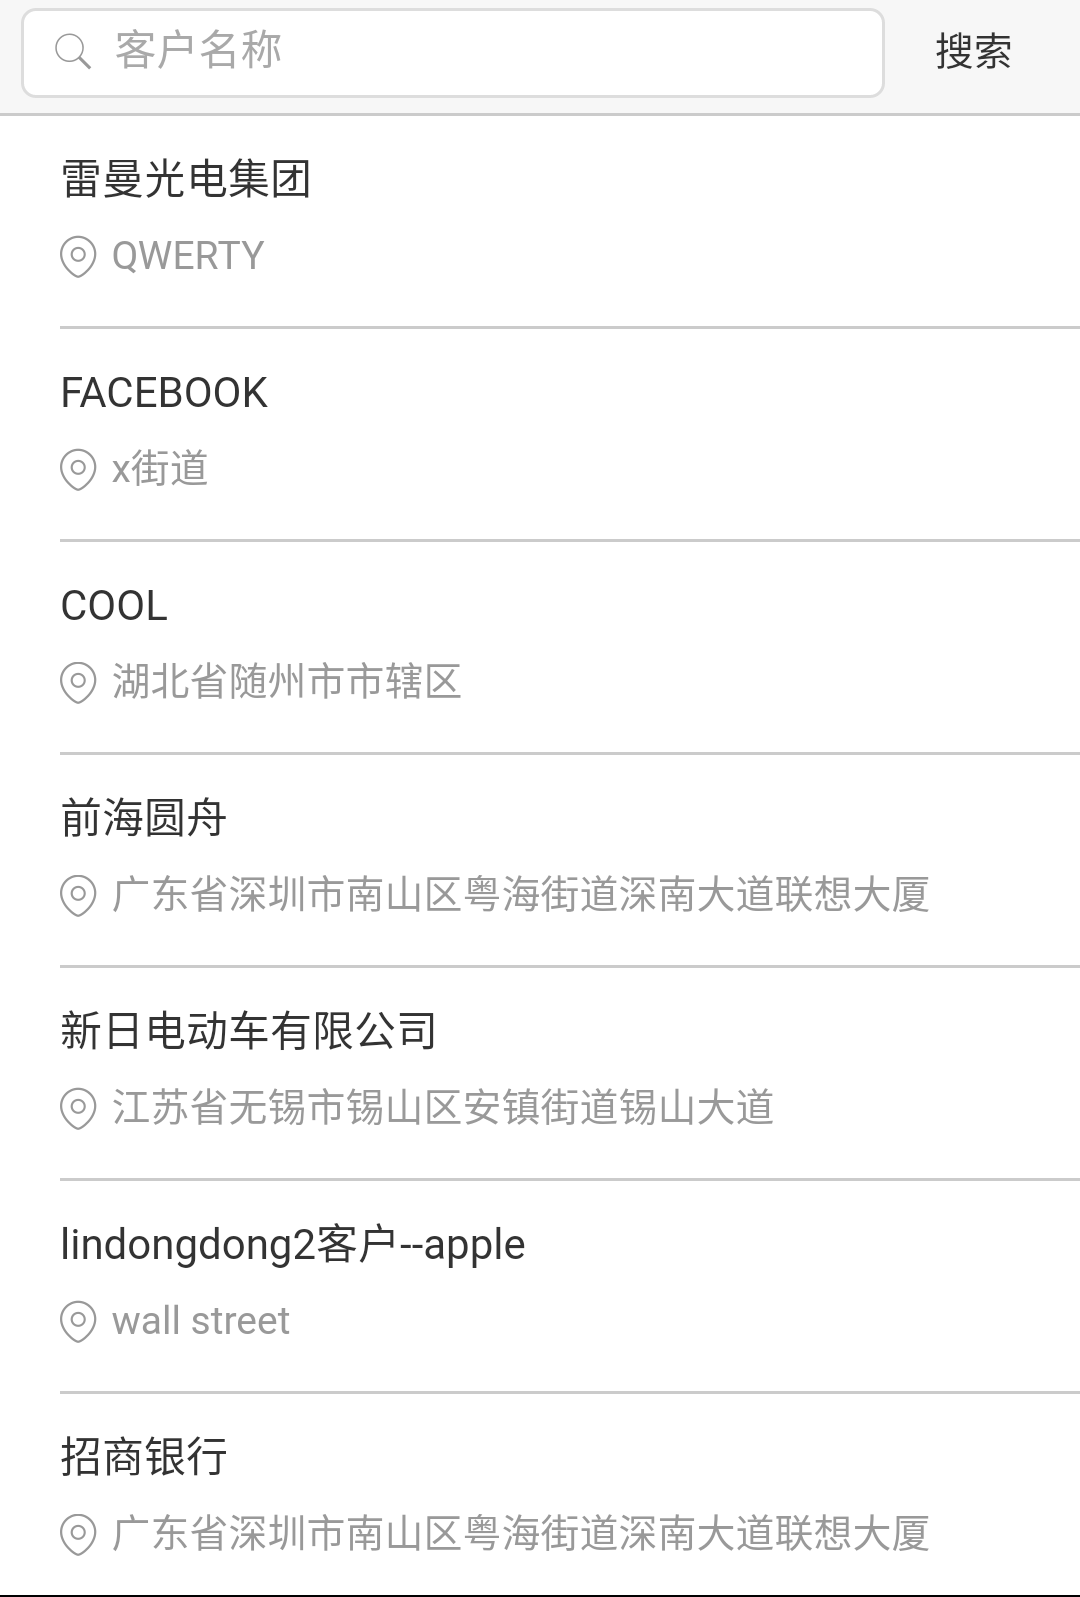 客户名称 搜索
雷曼光电集团
QWERTY
FACEBOOK
x街道
COOL
湖北省随州市市辖区
前海圆舟
广东省深圳市南山区粤海街道深南大道联想大厦
新日电动车有限公司
江苏省无锡市锡山区安镇街道锡山大道
lindongdong2客户--apple
wall street
招商银行
广东省深圳市南山区粤海街道深南大道联想大厦